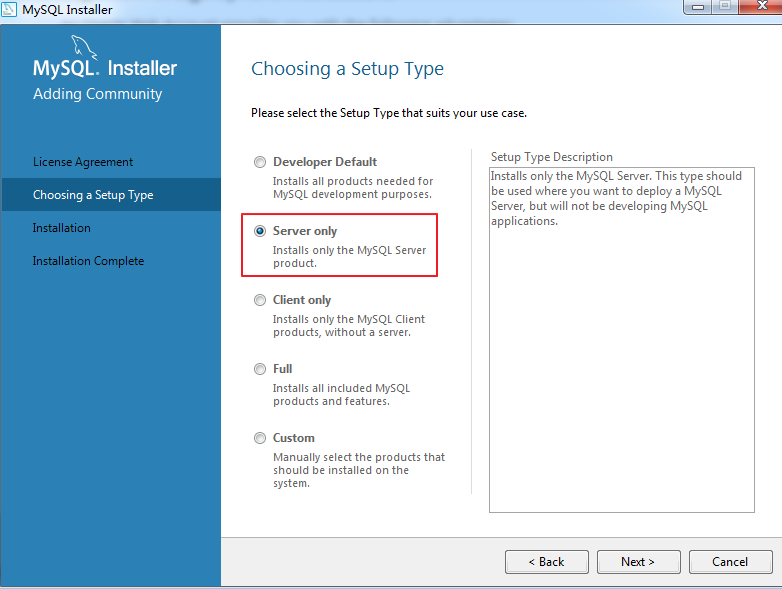 MySQL Installer
MySQL. Installer
Adding Community
License Agreement
Choosing a Setup Type
Installation
Installation Complete
Choosing a Setup Type
Please select the Setup Type that suits your use case.
Developer Default
Installs all products needed for
MySQL development purposes.
Server only
Installs only the MySQL Server
product.
Client only
Installs only the MySQL Client
products, without a server.
Full
Installs all included MySQL
products and features.
Custom
Manually select the products that
should be installed on the
system.
Setup Type Description
Installs only the MySQL Server. This type should
be used where you want to deploy a MySQL
Server, but will not be developing MySQL
applications.
< Back
Next >
Cancel